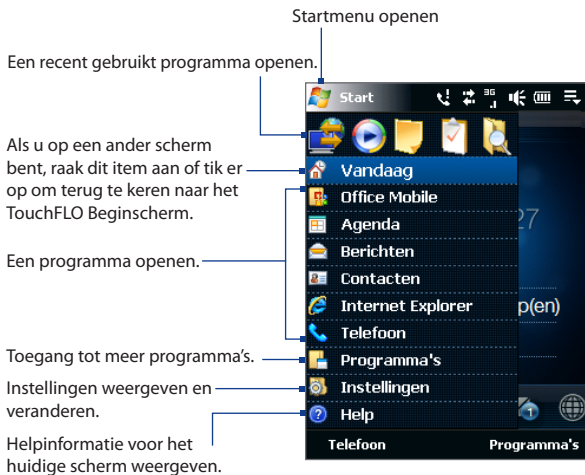 Startmenu openen
Een recent gebruikt programma openen.
Als u op een ander scherm
bent, raak dit item aan of tik er
op om terug te keren naar het
TouchFLO Beginscherm.
Een programma openen.
Toegang tot meer programma's.
Instellingen weergeven en
veranderen.
Helpinformatie voor het
huidige scherm weergeven.
Start
3G
Vandaag
Office Mobile
27
Agenda
Berichten
Contacten
Internet Explorer
p(en)
Telefoon
Programma's
Instellingen
1
Help
Telefoon Programma's